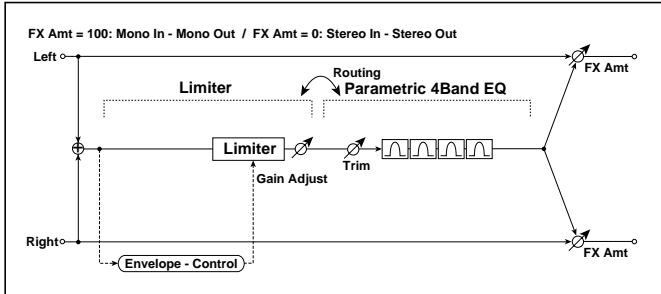 FX Amt = 100: Mono In - Mono Out / FX Amt = 0: Stereo In - Stereo Out
Left
FX Amt
Routing
Limiter
Parametric 4Band EQ
Limiter
Gain Adjust
Trim
Right
FX Amt
Envelope - Control